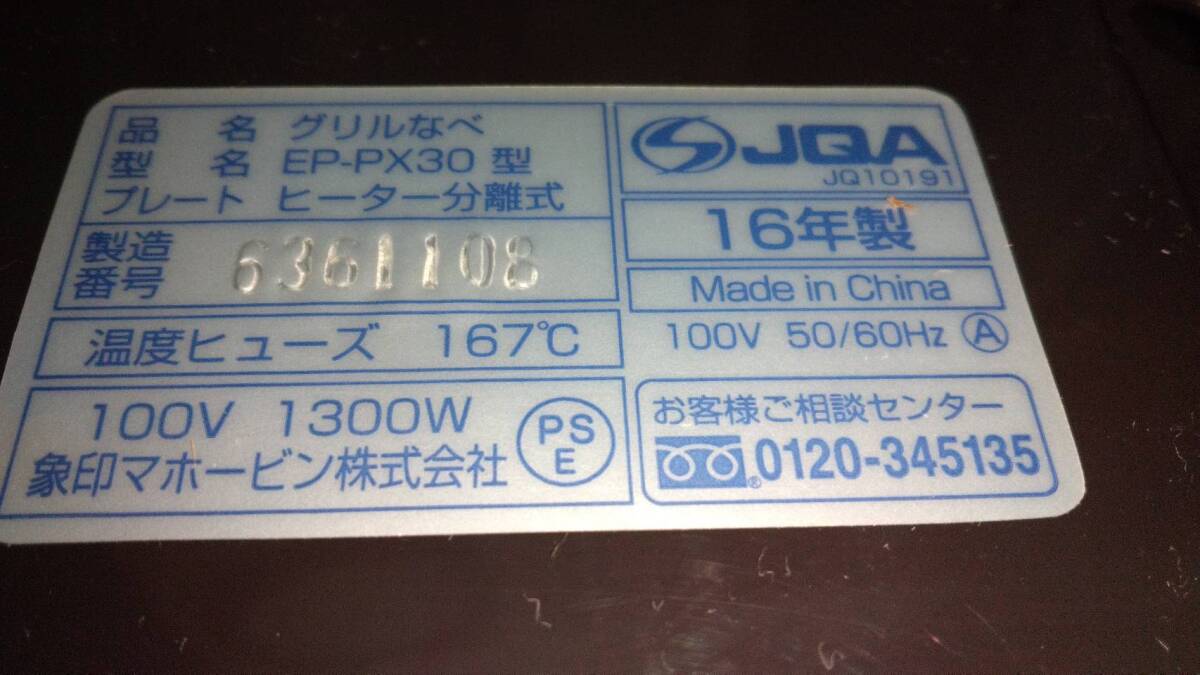 品 名 グリルなべ
型 名 EP-PX30 型
プレート ヒーター分離式
製造番号 6361108
温度ヒューズ 167℃
100V 1300W
象印マホービン株式会社
PSE
JQA
JQ10191
16年製
Made in China
100V 50/60Hz Ⓐ
お客様ご相談センター
® 0120-345135